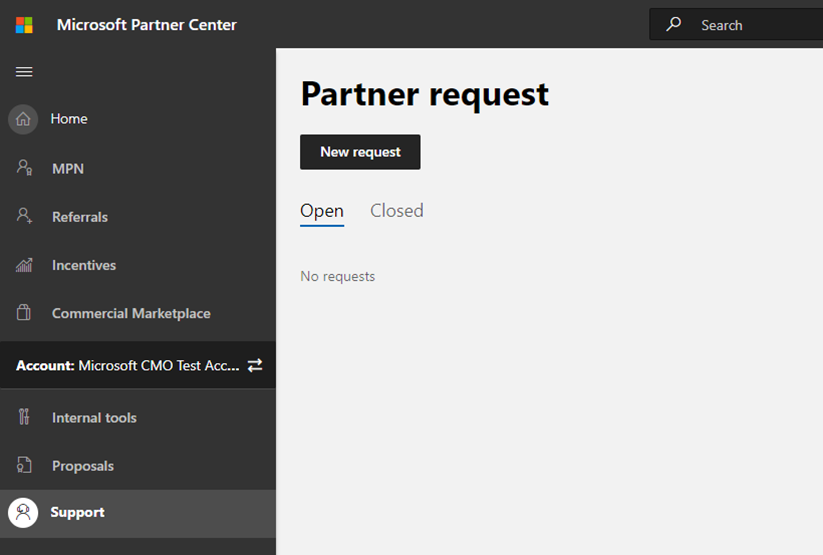 Microsoft Partner Center
Search
Home
MPN
Referrals
Incentives
Commercial Marketplace
Account: Microsoft CMO Test Acc...
Internal tools
Proposals
Support
Partner request
New request
Open Closed
No requests